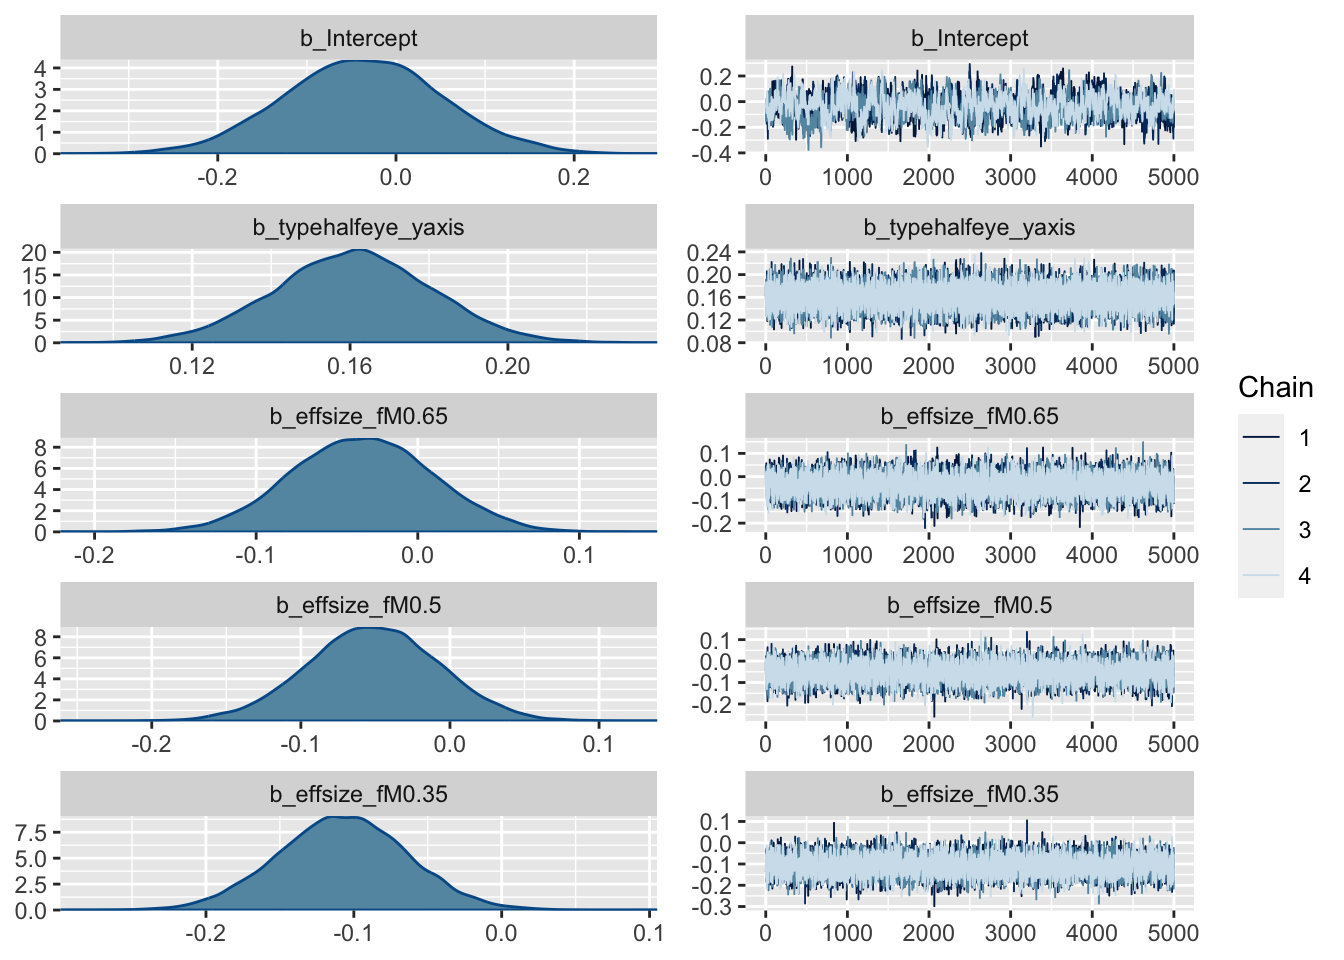 b_Intercept
4
3
2
1
0
-0.2 0.0 0.2
b_Intercept
0.2
0.0
-0.2
-0.4
0 1000 2000 3000 4000 5000
b_typehalfeye_yaxis
20
15
10
5
0
0.12 0.16 0.20
b_typehalfeye_yaxis
0.24
0.20
0.16
0.12
0.08
0 1000 2000 3000 4000 5000
b_effsize_fM0.65
8
6
4
2
0
-0.2 -0.1 0.0 0.1
b_effsize_fM0.65
0.1
0.0
-0.1
-0.2
0 1000 2000 3000 4000 5000
b_effsize_fM0.5
8
6
4
2
0
-0.2 -0.1 0.0 0.1
b_effsize_fM0.5
0.1
0.0
-0.1
-0.2
0 1000 2000 3000 4000 5000
b_effsize_fM0.35
7.5
5.0
2.5
0.0
-0.2 -0.1 0.0 0.1
b_effsize_fM0.35
0.1
0.0
-0.1
-0.2
-0.3
0 1000 2000 3000 4000 5000
Chain
1
2
3
4